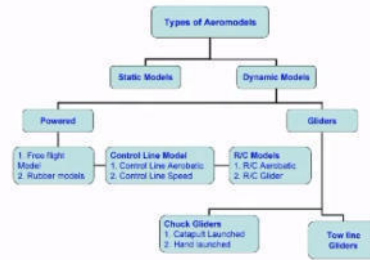 Types of Aeromodels
Static Models
Dynamic Models
Powered
Gliders
1. Free flight
Model
2. Rubber models
Control Line Model
1. Control Line Aerobatic
2. Control Line Speed
R/C Models
1. R/C Aerobatic
2. R/C Glider
Chuck Gliders
1. Catapult Launched
2. Hand launched
Tow line
Gliders